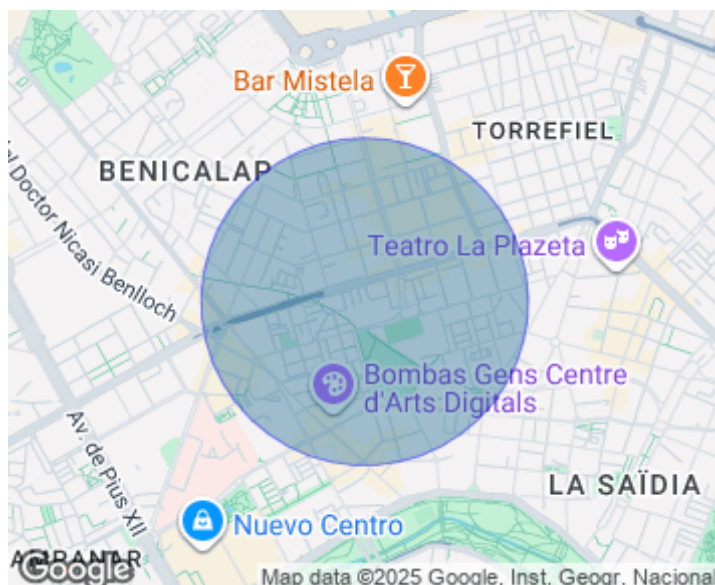 Bar Mistela
TORREFIEL
BENICALAP
el Doctor Nicasi Benlloch
Teatro La Plazeta
Bombas Gens Centre
d'Arts Digitals
Av. de Pius XII
LA SAÏDIA
Nuevo Centro
Google
Map data ©2025 Google, Inst. Geogr. Nacional